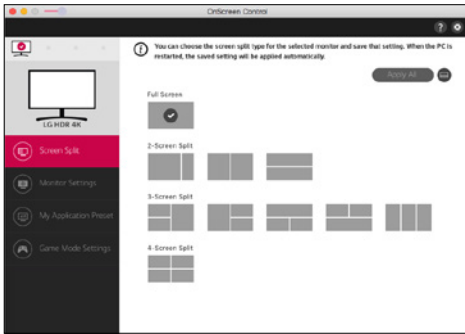 OnScreen Control
?
You can choose the screen split type for the selected monitor and save that setting. When the PC is
restarted, the saved setting will be applied automatically.
Apply All
LG HDR 4K
Full Screen
Screen Split
2-Screen Split
Monitor Settings
My Application Preset
3-Screen Split
Game Mode Settings
4-Screen Split